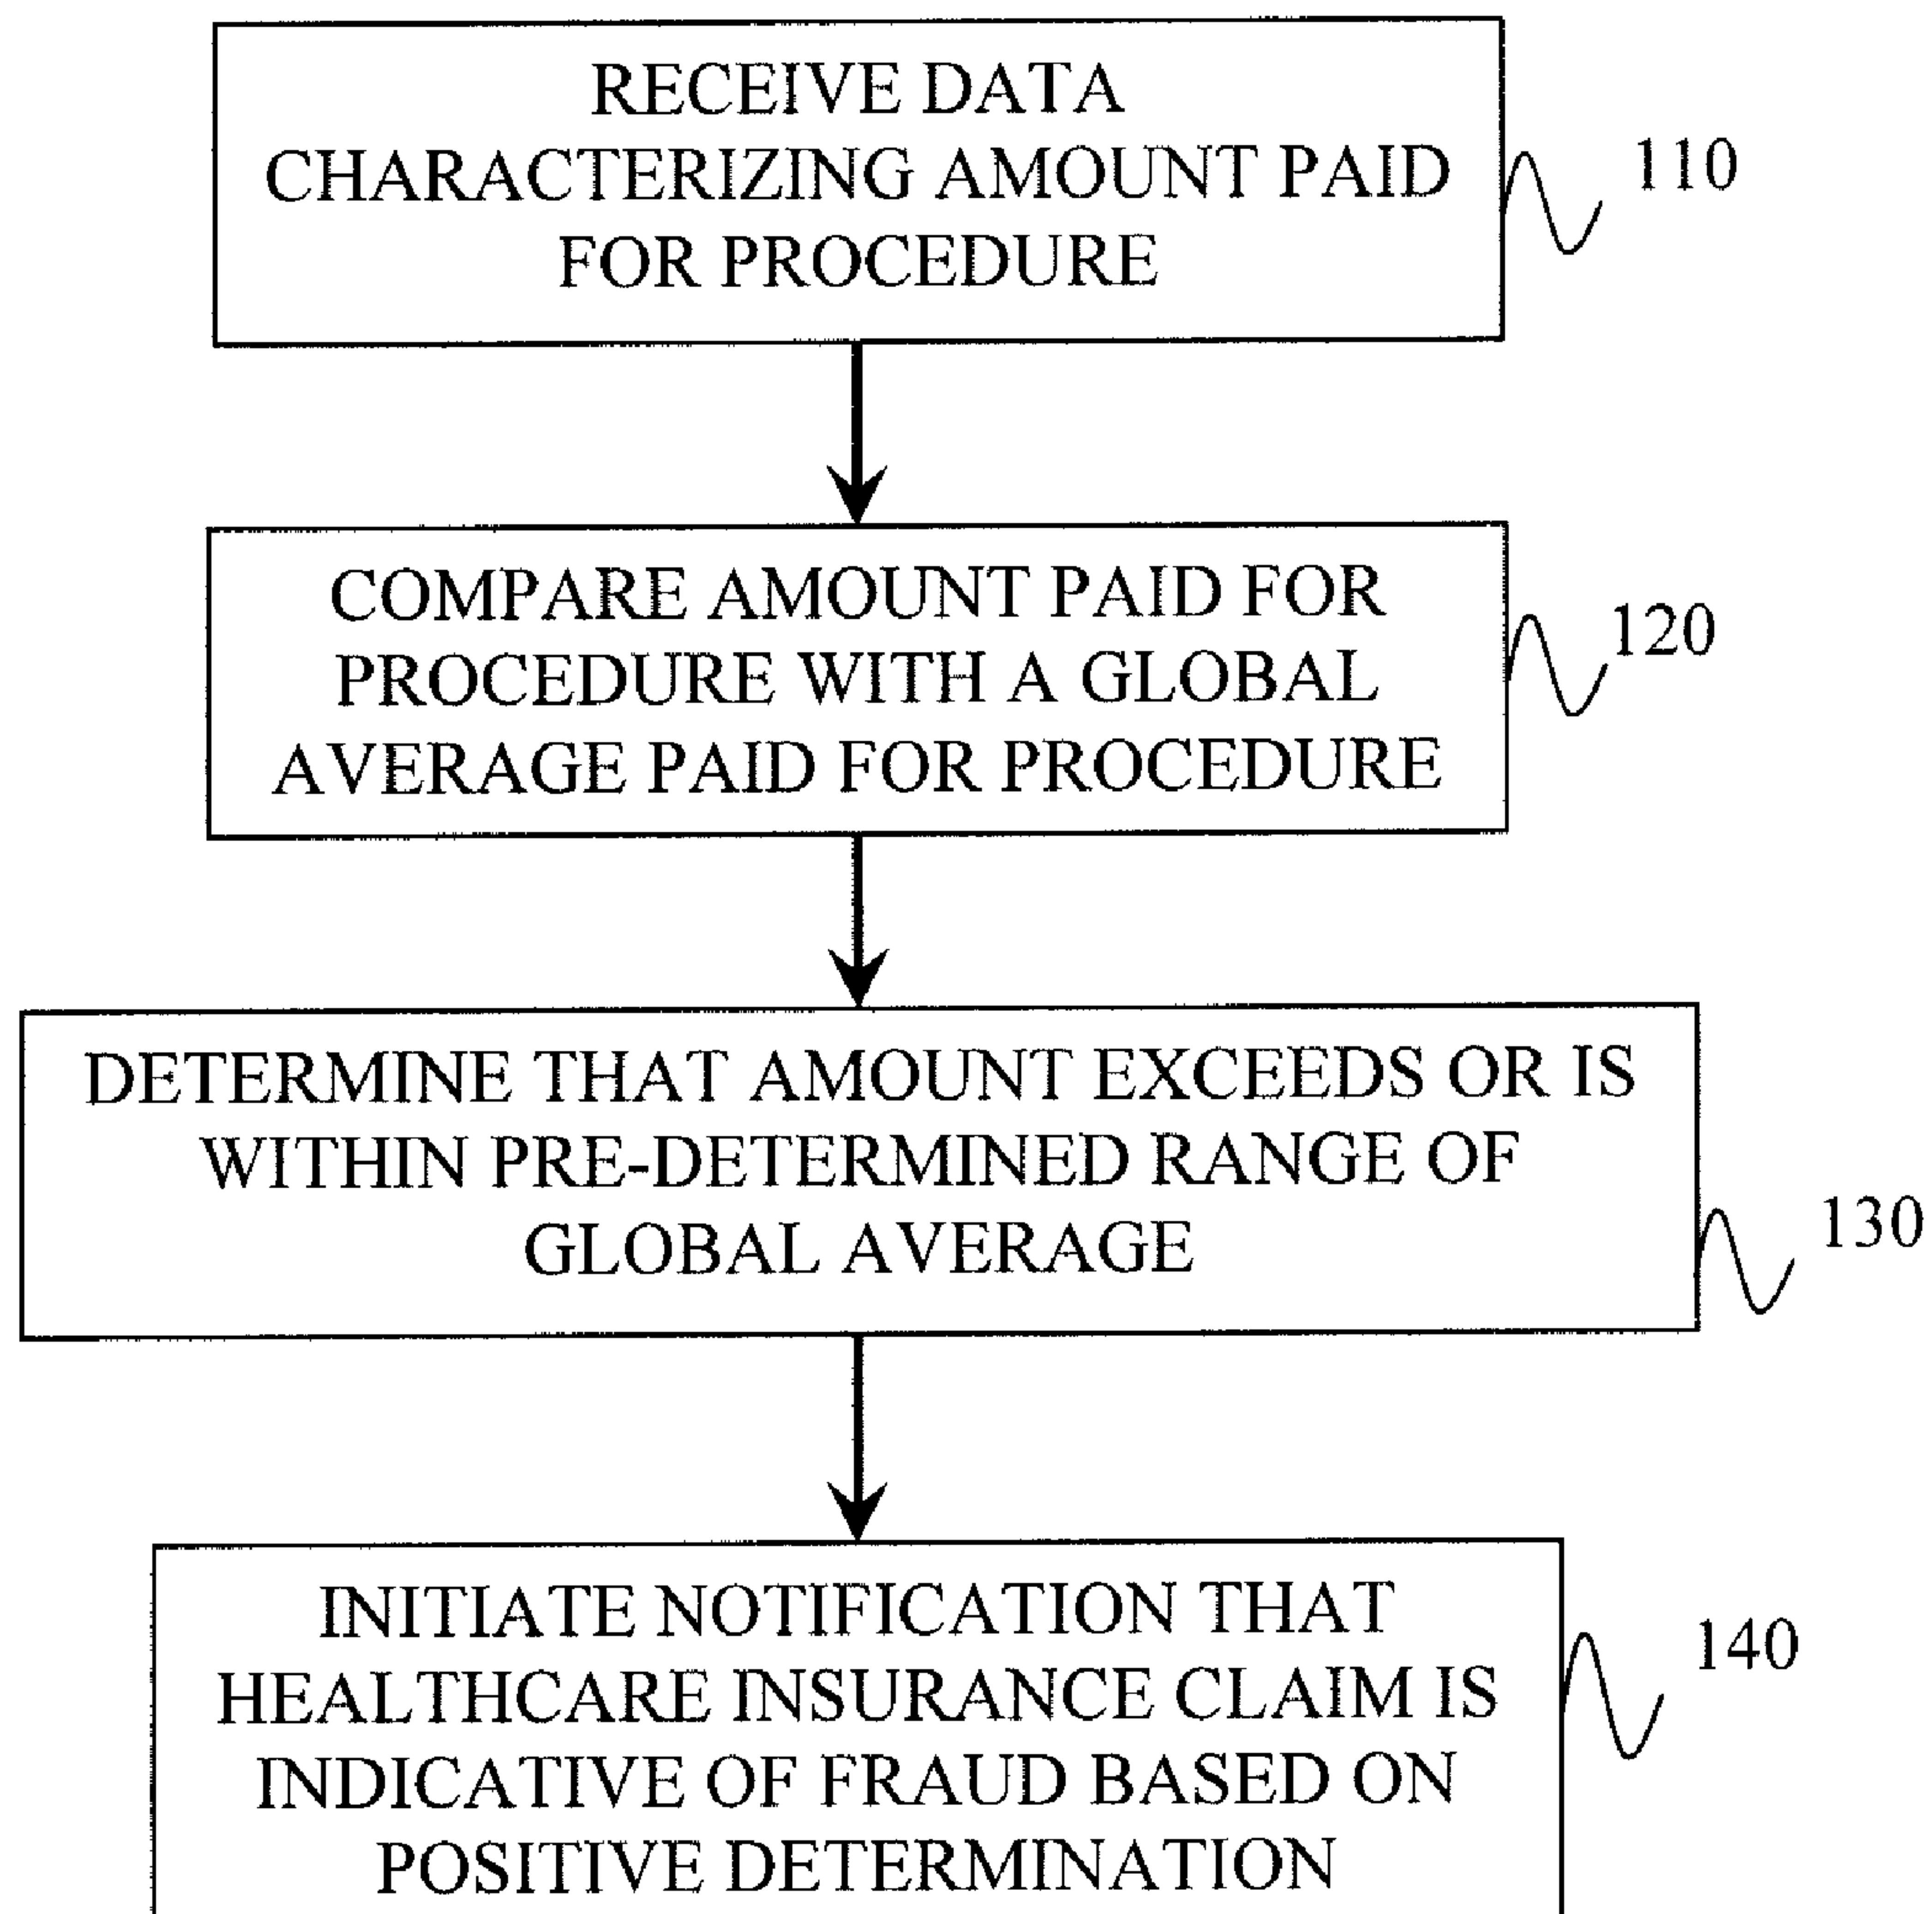 RECEIVE DATA
CHARACTERIZING AMOUNT PAID
FOR PROCEDURE
110
COMPARE AMOUNT PAID FOR
PROCEDURE WITH A GLOBAL
AVERAGE PAID FOR PROCEDURE
120
DETERMINE THAT AMOUNT EXCEEDS OR IS
WITHIN PRE-DETERMINED RANGE OF
GLOBAL AVERAGE
130
INITIATE NOTIFICATION THAT
HEALTHCARE INSURANCE CLAIM IS
INDICATIVE OF FRAUD BASED ON
POSITIVE DETERMINATION
140